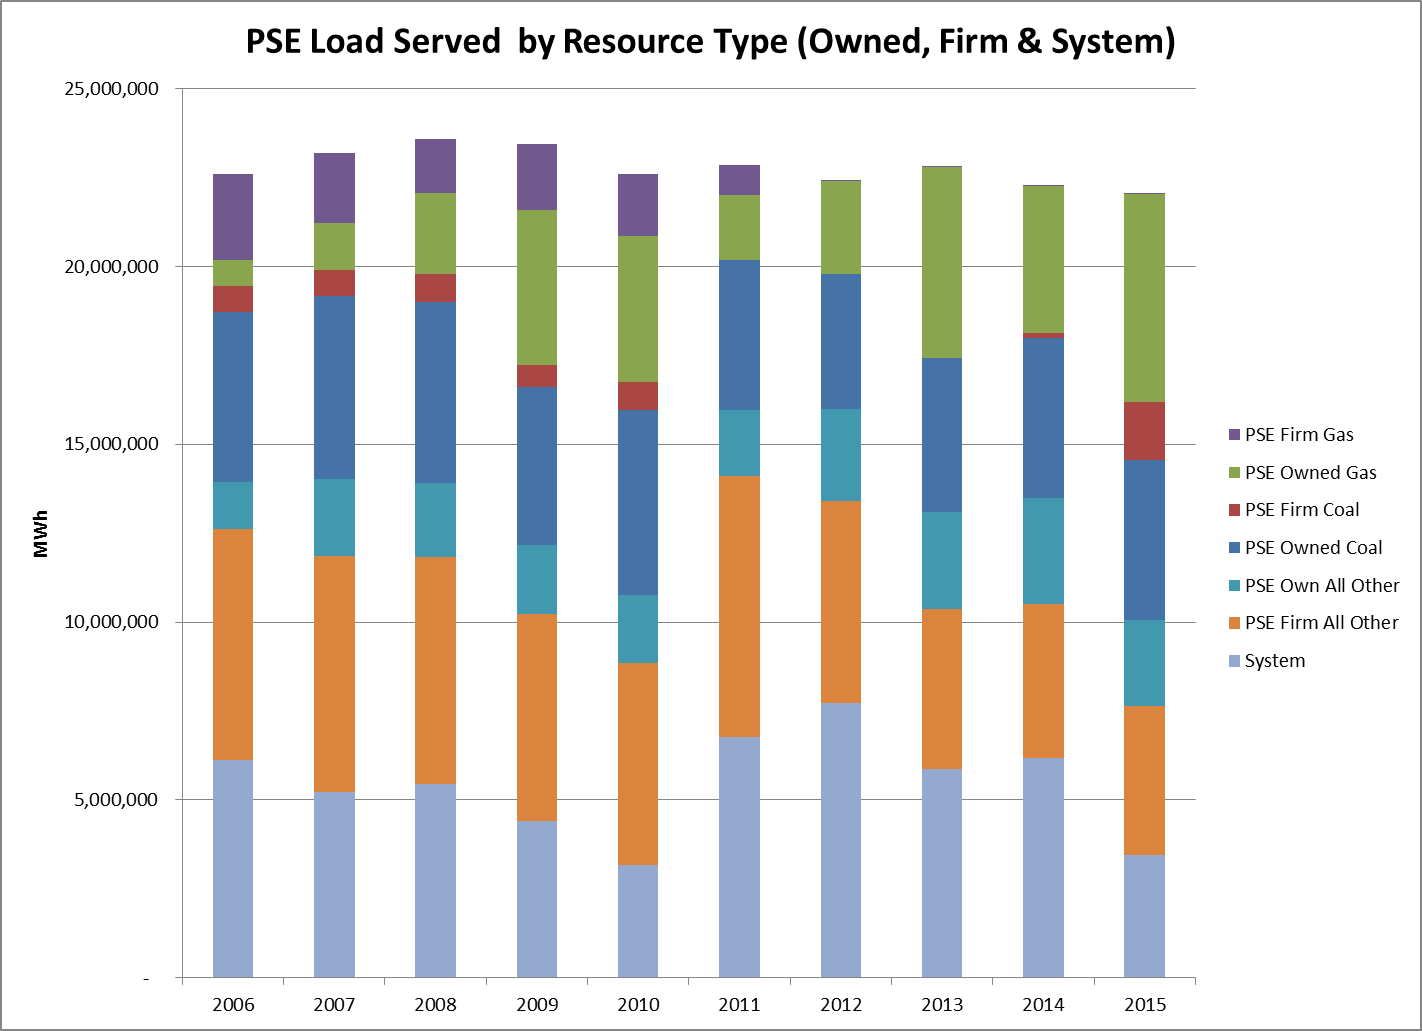 PSE Load Served  by Resource Type (Owned, Firm & System)
25,000,000
20,000,000
15,000,000
10,000,000
5,000,000
-
MWh
2006 2007 2008 2009 2010 2011 2012 2013 2014 2015
PSE Firm Gas
PSE Owned Gas
PSE Firm Coal
PSE Owned Coal
PSE Own All Other
PSE Firm All Other
System